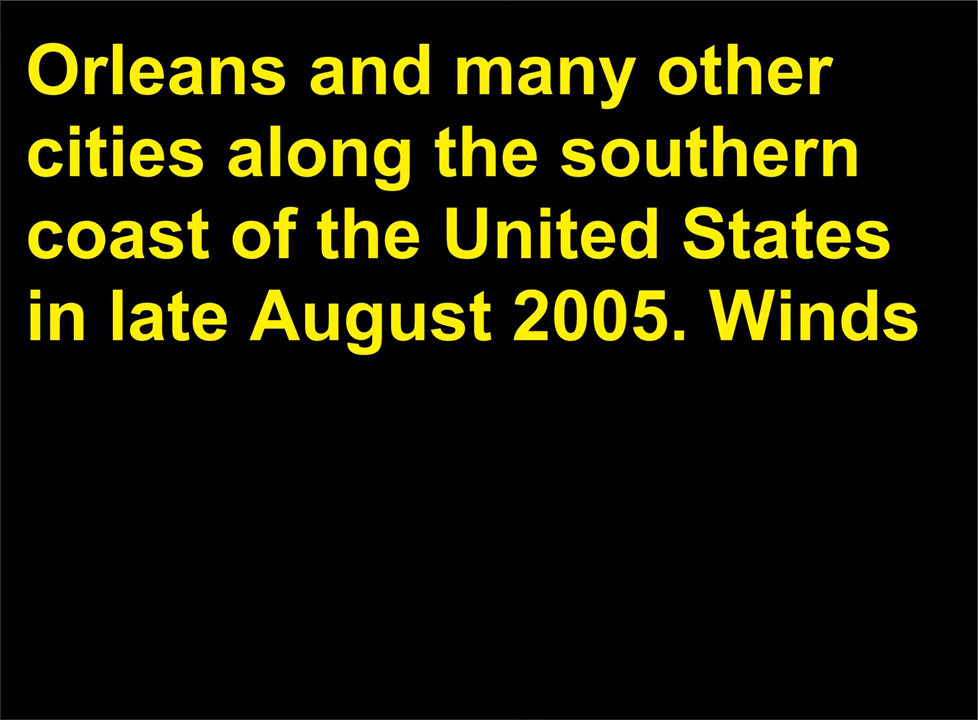 Orleans and many other
cities along the southern
coast of the United States
in late August 2005. Winds